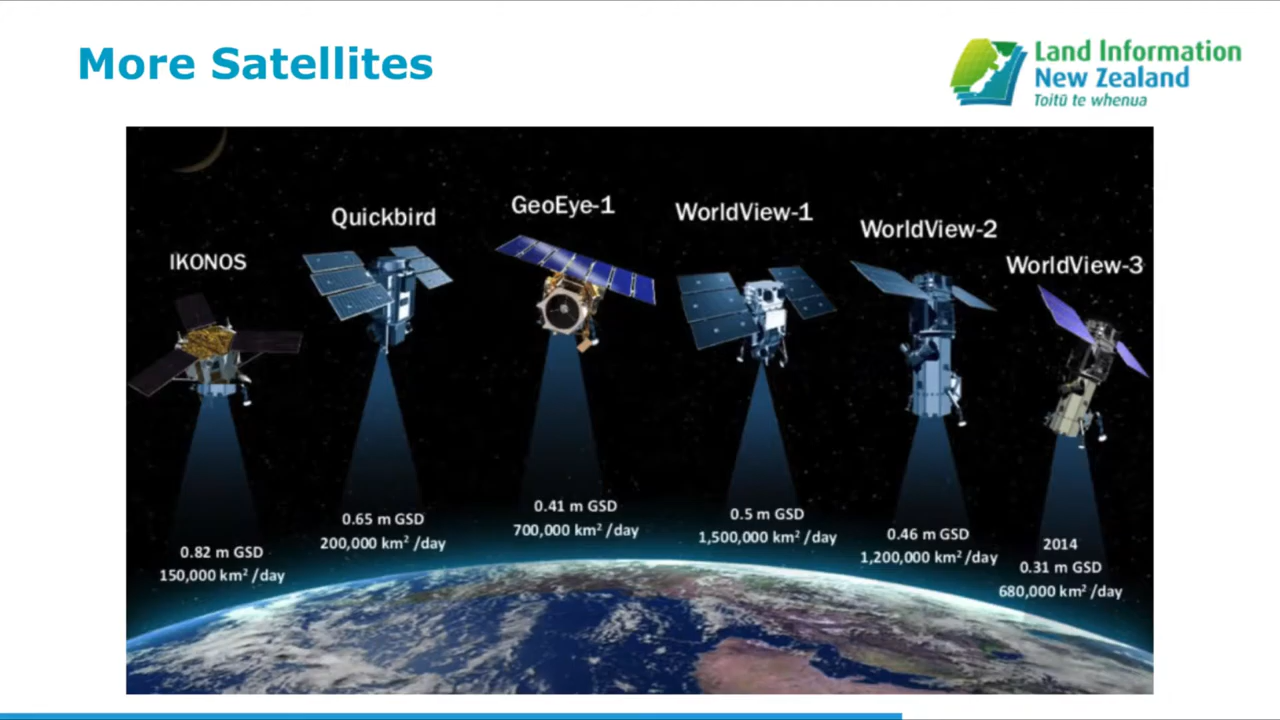 More Satellites
Land Information
New Zealand
Toitū te whenua
IKONOS
Quickbird
GeoEye-1
WorldView-1
WorldView-2
WorldView-3
0.82 m GSD
150,000 km² /day
0.65 m GSD
200,000 km² /day
0.41 m GSD
700,000 km² /day
0.5 m GSD
1,500,000 km² /day
0.46 m GSD
1,200,000 km² /day
2014
0.31 m GSD
680,000 km² /day